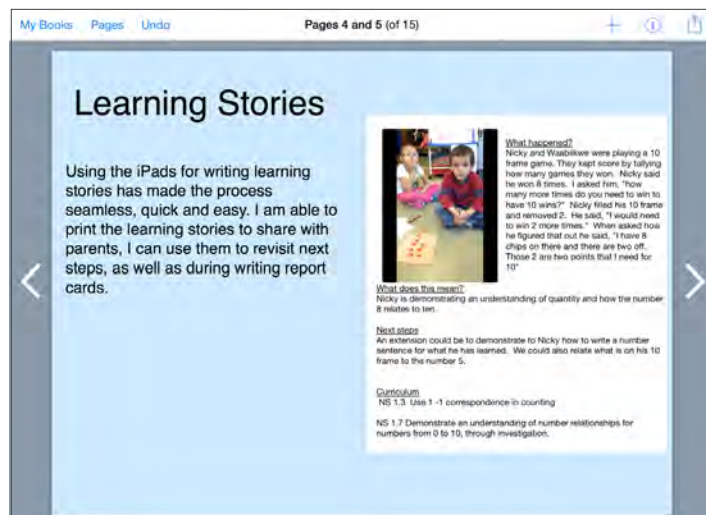 My Books Pages Undo Pages 4 and 5 (of 15)
Learning Stories
Using the iPads for writing learning
stories has made the process
seamless, quick and easy. I am able to
print the learning stories to share with
parents, I can use them to revisit next
steps, as well as during writing report
cards.
What happened?
Nicky and Waabiikwe were playing a 10
frame game. They kept score by tallying
how many games they won. Nicky said
he won 8 times. I asked him, "how
many more times do you need to win to
have 10 wins?" Nicky filled his 10 frame
and removed 2. He said, "I would need
to win 2 more times." When asked how
he figured that out he said, "I have 8
chips on there and there are two off.
Those 2 are two points that I need for
10"
What does this mean?
Nicky is demonstrating an understanding of quantity and how the number
8 relates to ten.
Next steps
An extension could be to demonstrate to Nicky how to write a number
sentence for what he has learned. We could also relate what is on his 10
frame to the number 5.
Curriculum
NS 1.3 Use 1 -1 correspondence in counting
NS 1.7 Demonstrate an understanding of number relationships for
numbers from 0 to 10, through investigation.